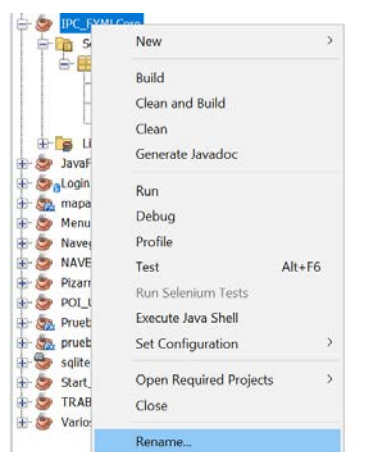 IPC_FXMLCore
New
S
Build
Clean and Build
Clean
Li
Generate Javadoc
JavaF
Login
Run
mapa
Debug
Menu
Profile
Naveg
NAVE
Test Alt+F6
Pizarr
Run Selenium Tests
POI_U
Execute Java Shell
Prueb
prueb
Set Configuration
sqlite
Start_
Open Required Projects
TRAB
Close
Vario
Rename...